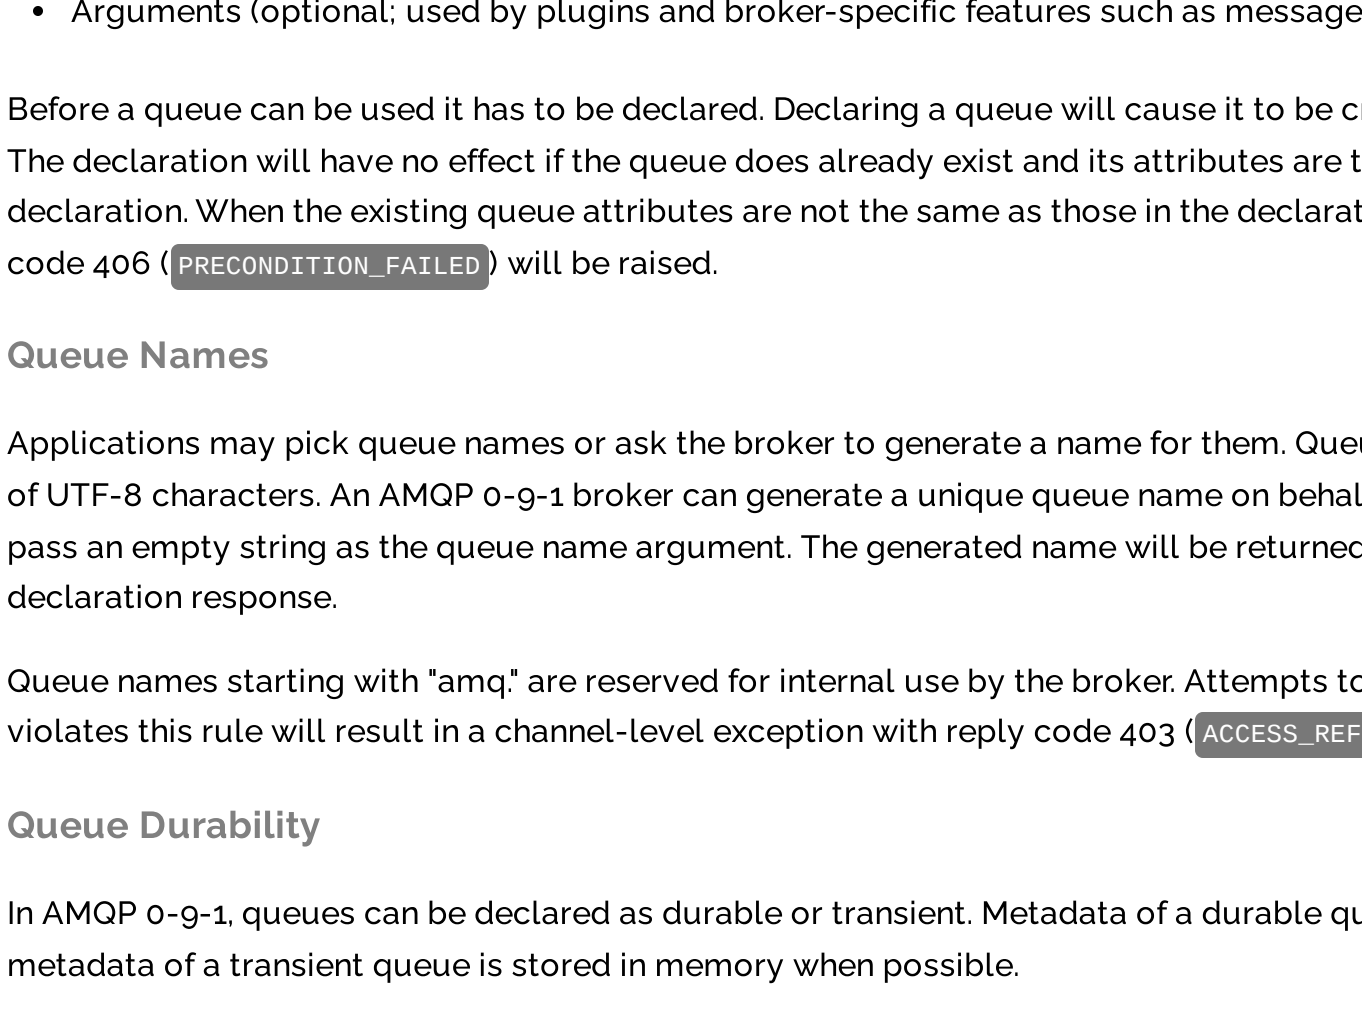 • Arguments (optional; used by plugins and broker-specific features such as message
Before a queue can be used it has to be declared. Declaring a queue will cause it to be
The declaration will have no effect if the queue does already exist and its attributes are
declaration. When the existing queue attributes are not the same as those in the
code 406 (PRECONDITION_FAILED) will be raised.
Queue Names
Applications may pick queue names or ask the broker to generate a name for them.
of UTF-8 characters. An AMQP 0-9-1 broker can generate a unique queue name on
pass an empty string as the queue name argument. The generated name will be returned
declaration response.
Queue names starting with "amq." are reserved for internal use by the broker. Attempts to
violates this rule will result in a channel-level exception with reply code 403 (ACCESS_REF
Queue Durability
In AMQP 0-9-1, queues can be declared as durable or transient. Metadata of a durable
metadata of a transient queue is stored in memory when possible.